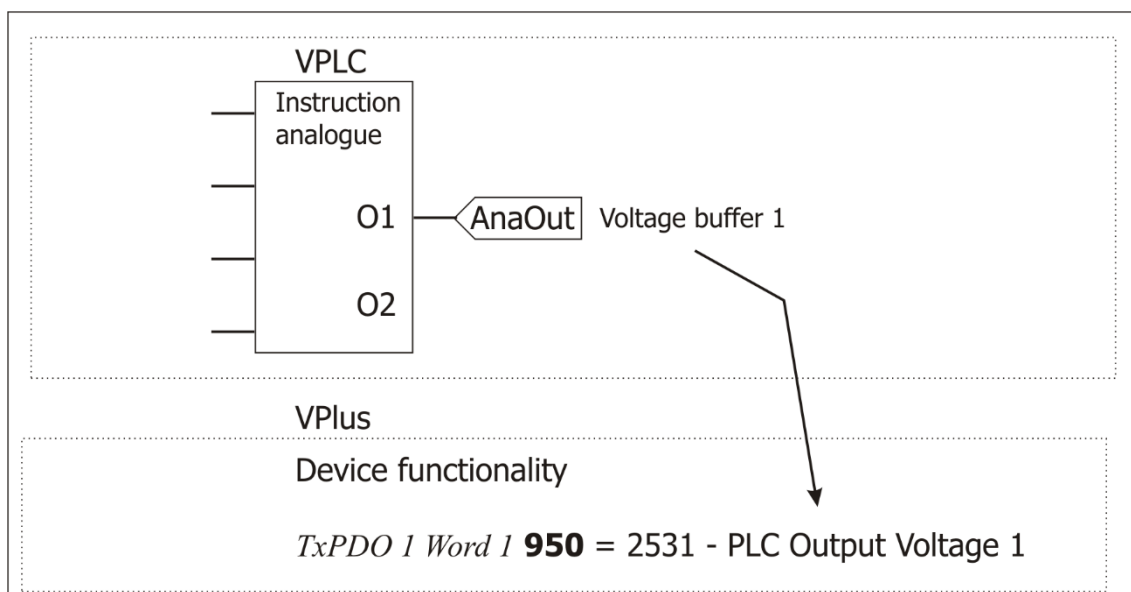 VPLC
Instruction
analogue
O1
AnaOut
Voltage buffer 1
O2
VPlus
Device functionality
TxPDO 1 Word 1 950 = 2531 - PLC Output Voltage 1